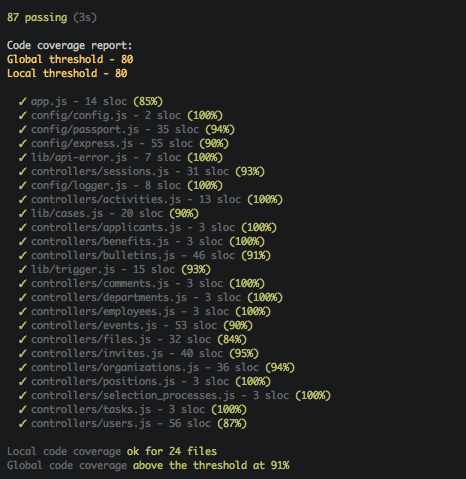 87 passing (3s)
Code coverage report:
Global threshold - 80
Local threshold - 80
✓ app.js - 14 sloc (85%)
✓ config/config.js - 2 sloc (100%)
✓ config/passport.js - 35 sloc (94%)
✓ config/express.js - 55 sloc (90%)
✓ lib/api-error.js - 7 sloc (100%)
✓ controllers/sessions.js - 31 sloc (93%)
✓ config/logger.js - 8 sloc (100%)
✓ controllers/activities.js - 13 sloc (100%)
✓ lib/cases.js - 20 sloc (90%)
✓ controllers/applicants.js - 3 sloc (100%)
✓ controllers/benefits.js - 3 sloc (100%)
✓ controllers/bulletins.js - 46 sloc (91%)
✓ lib/trigger.js - 15 sloc (93%)
✓ controllers/comments.js - 3 sloc (100%)
✓ controllers/departments.js - 3 sloc (100%)
✓ controllers/employees.js - 3 sloc (100%)
✓ controllers/events.js - 53 sloc (90%)
✓ controllers/files.js - 32 sloc (84%)
✓ controllers/invites.js - 40 sloc (95%)
✓ controllers/organizations.js - 36 sloc (94%)
✓ controllers/positions.js - 3 sloc (100%)
✓ controllers/selection_processes.js - 3 sloc (100%)
✓ controllers/tasks.js - 3 sloc (100%)
✓ controllers/users.js - 56 sloc (87%)
Local code coverage ok for 24 files
Global code coverage above the threshold at 91%